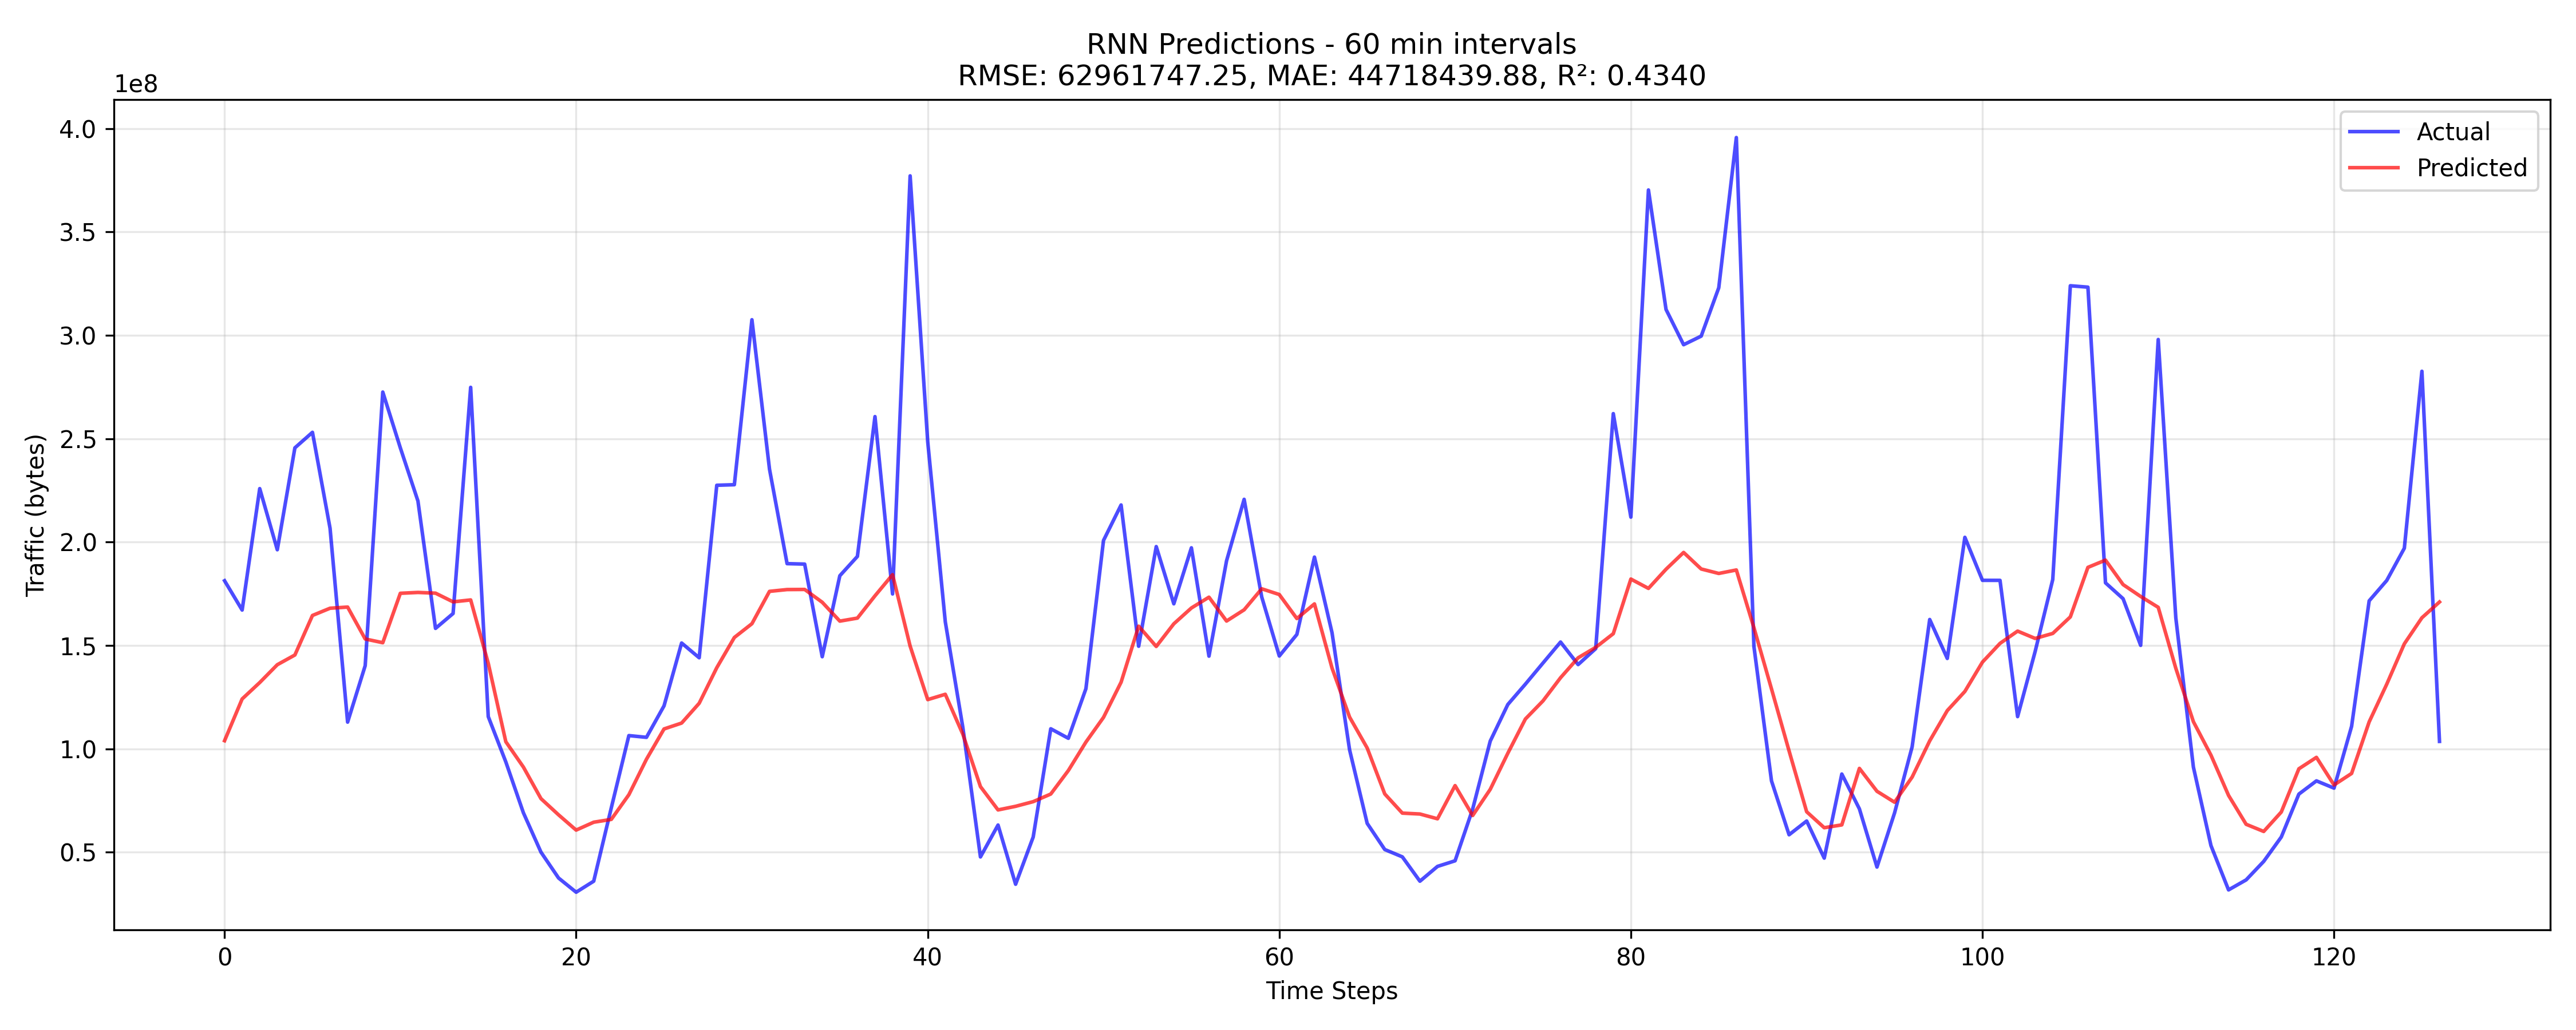 RNN Predictions - 60 min intervals
RMSE: 62961747.25, MAE: 44718439.88, R²: 0.4340
1e8
4.0
3.5
3.0
2.5
2.0
1.5
1.0
0.5
Traffic (bytes)
Actual
Predicted
0
20
40
60
80
100
120
Time Steps